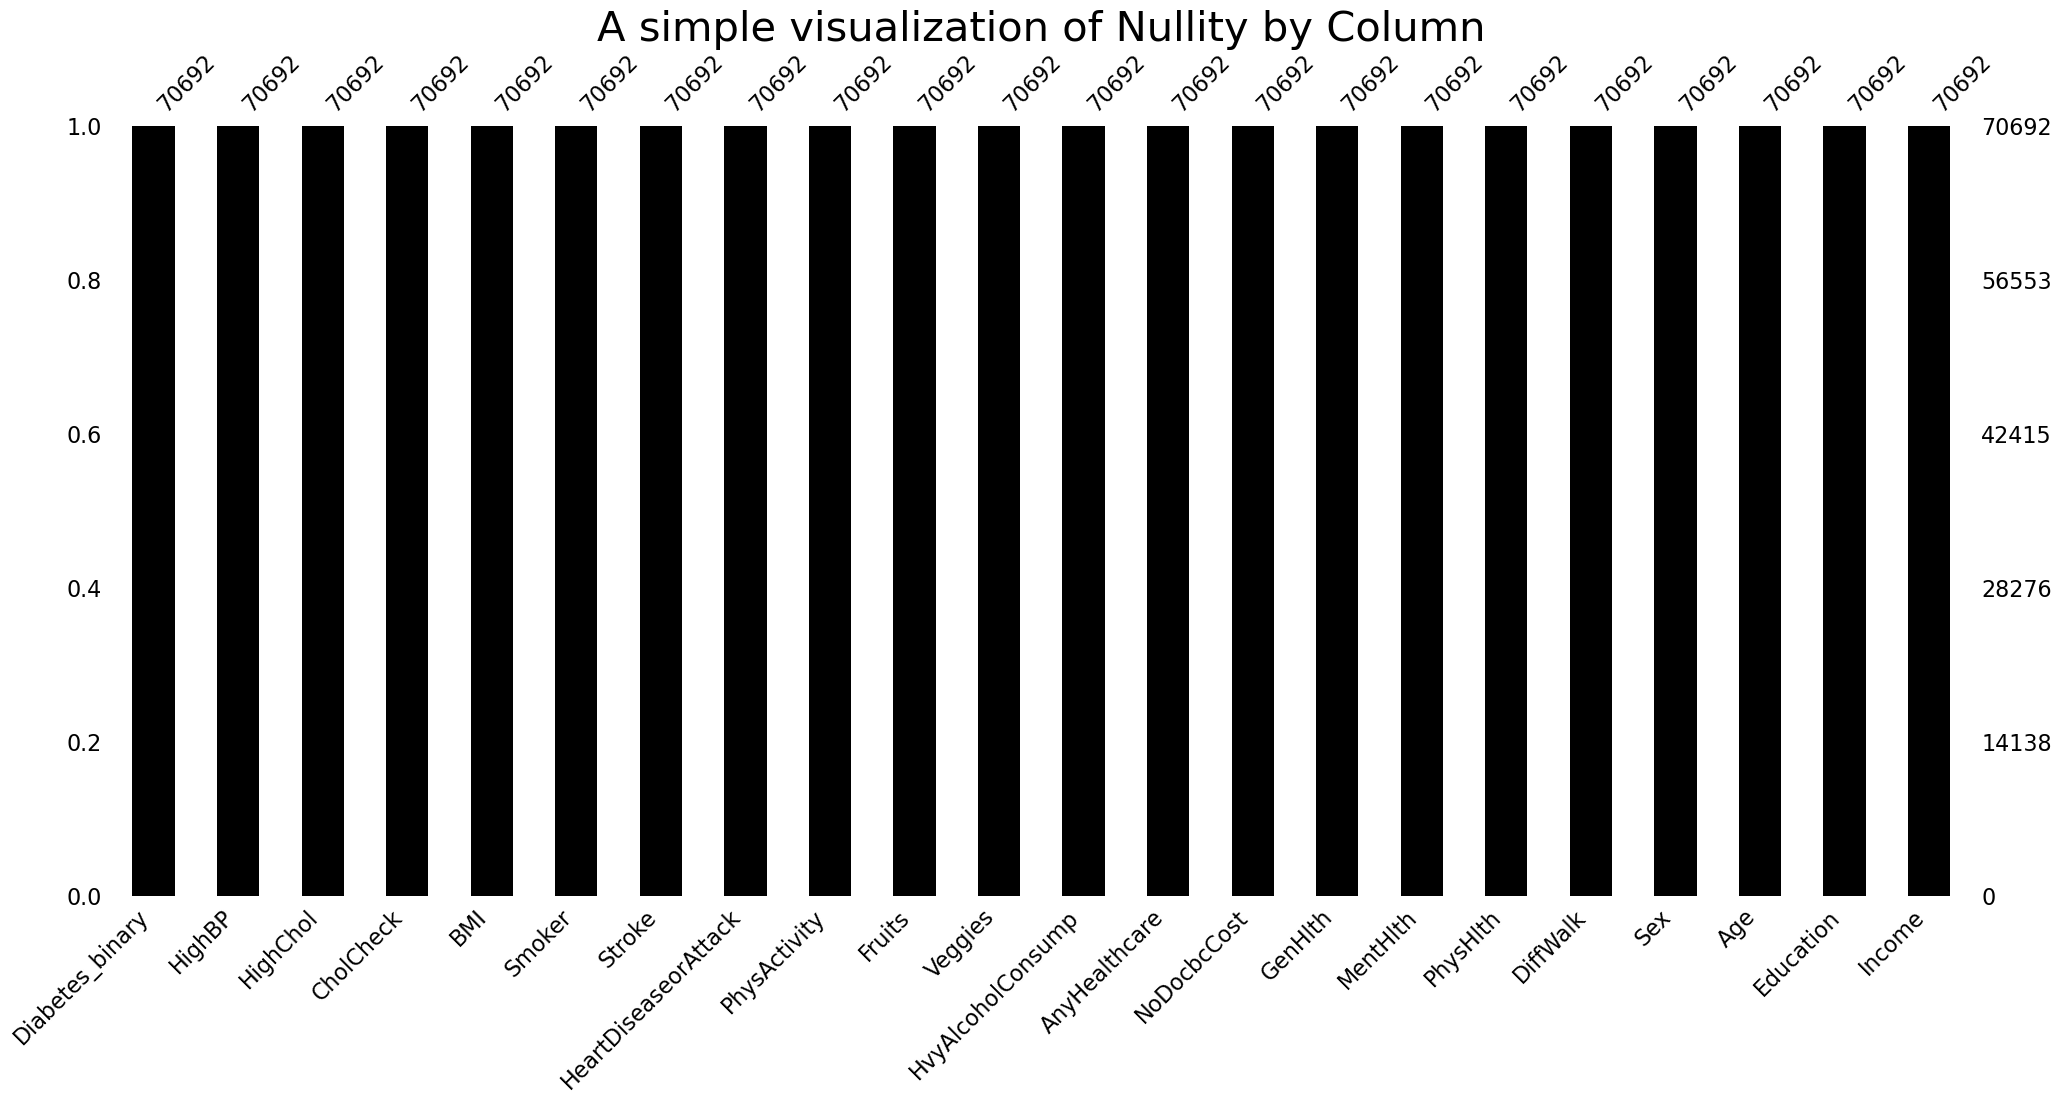 A simple visualization of Nullity by Column
70692 70692 70692 70692 70692 70692 70692 70692 70692 70692 70692 70692 70692 70692 70692 70692 70692 70692 70692 70692 70692 70692
1.0 70692
0.8 56553
0.6 42415
0.4 28276
0.2 14138
0.0 0
Diabetes_binary HighBP HighChol CholCheck BMI Smoker Stroke HeartDiseaseorAttack PhysActivity Fruits Veggies HvyAlcoholConsump AnyHealthcare NoDocbcCost GenHlth MentHlth PhysHlth DiffWalk Sex Age Education Income